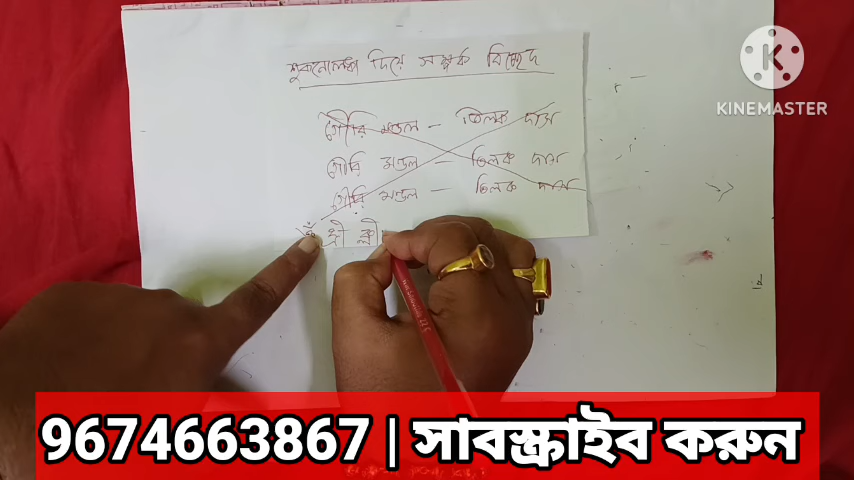 শুকনোলঙ্কা দিয়ে সম্পর্ক বিচ্ছেদ
গৌরি মন্ডল – তিলক দাস
গৌরি মন্ডল – তিলক দাস
গৌরি মন্ডল – তিলক দাস
KINEMASTER
9674663867 | সাবস্ক্রাইব করুন